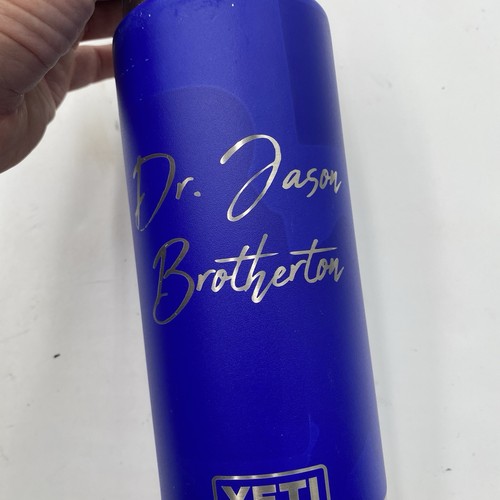 Dr. Jason
Brotherton
YETI